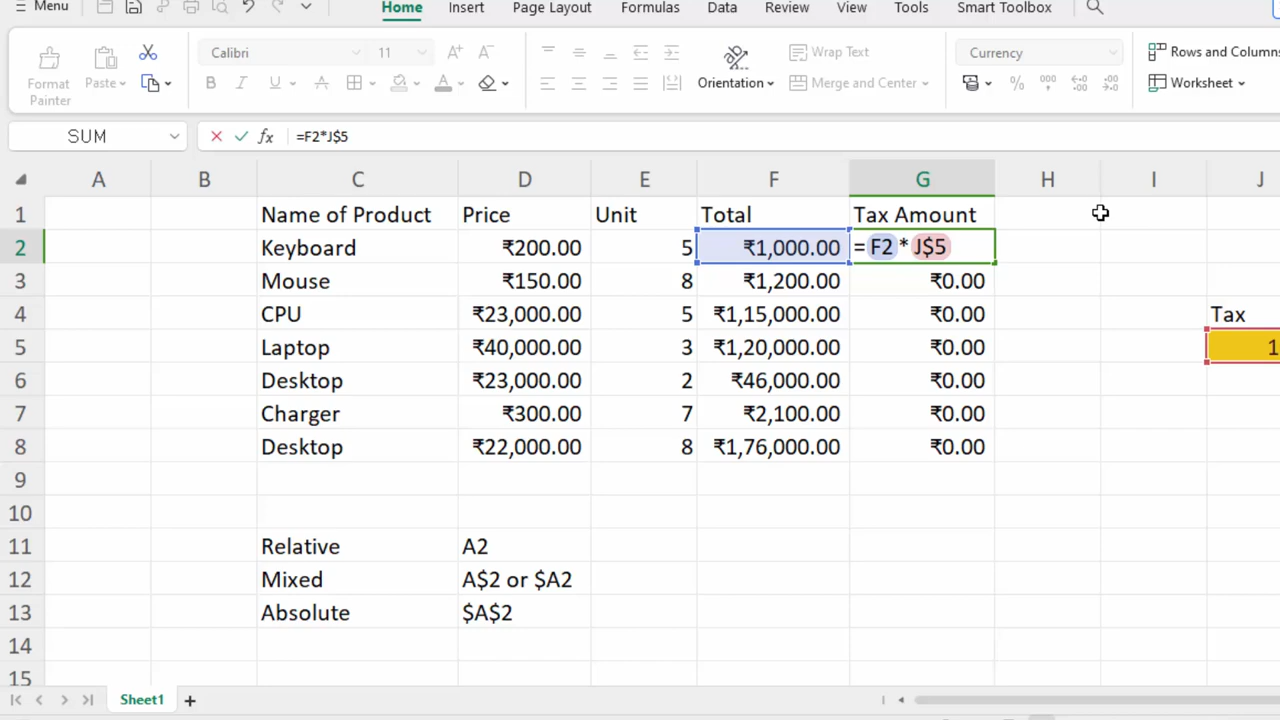 Menu Home Insert Page Layout Formulas Data Review View Tools Smart Toolbox
Format Painter Paste Calibri 11 A+ A- Orientation Wrap Text Currency Rows and Column
B I U A A Merge and Center % 000 Worksheet
SUM fx =F2*J$5
A B C D E F G H I J
1 Name of Product Price Unit Total Tax Amount
2 Keyboard ₹200.00 5 ₹1,000.00 =F2*J$5
3 Mouse ₹150.00 8 ₹1,200.00 ₹0.00
4 CPU ₹23,000.00 5 ₹1,15,000.00 ₹0.00 Tax
5 Laptop ₹40,000.00 3 ₹1,20,000.00 ₹0.00 1
6 Desktop ₹23,000.00 2 ₹46,000.00 ₹0.00
7 Charger ₹300.00 7 ₹2,100.00 ₹0.00
8 Desktop ₹22,000.00 8 ₹1,76,000.00 ₹0.00
9
10
11 Relative A2
12 Mixed A$2 or $A2
13 Absolute $A$2
14
15
Sheet1 +